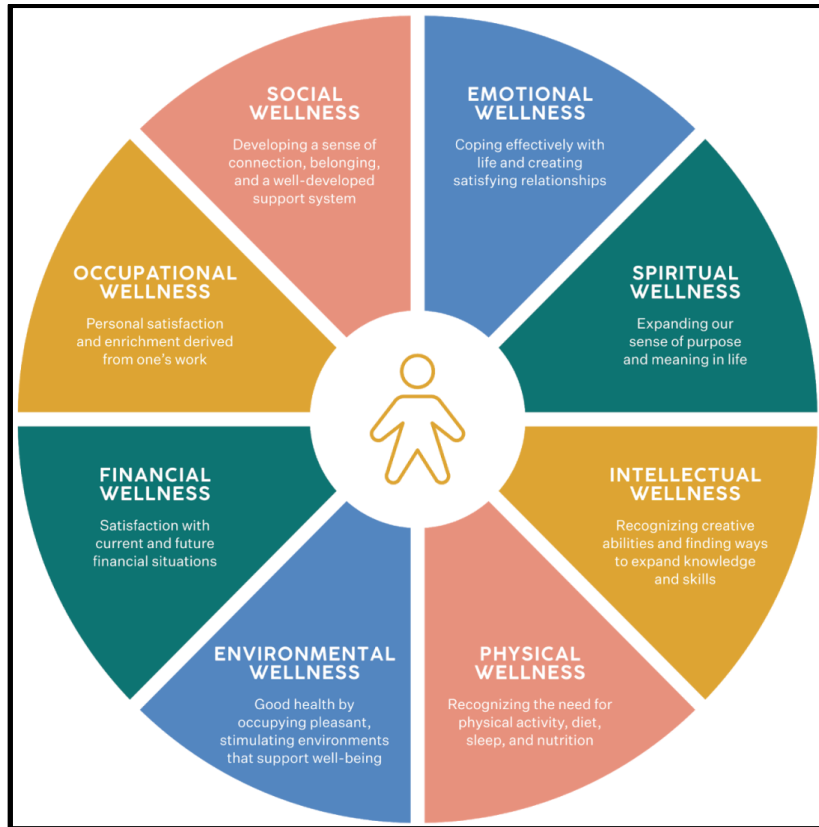 SOCIAL
WELLNESS
Developing a sense of
connection, belonging,
and a well-developed
support system
EMOTIONAL
WELLNESS
Coping effectively with
life and creating
satisfying relationships
SPIRITUAL
WELLNESS
Expanding our
sense of purpose
and meaning in life
INTELLECTUAL
WELLNESS
Recognizing creative
abilities and finding ways
to expand knowledge
and skills
PHYSICAL
WELLNESS
Recognizing the need for
physical activity, diet,
sleep, and nutrition
ENVIRONMENTAL
WELLNESS
Good health by
occupying pleasant,
stimulating environments
that support well-being
FINANCIAL
WELLNESS
Satisfaction with
current and future
financial situations
OCCUPATIONAL
WELLNESS
Personal satisfaction
and enrichment derived
from one's work